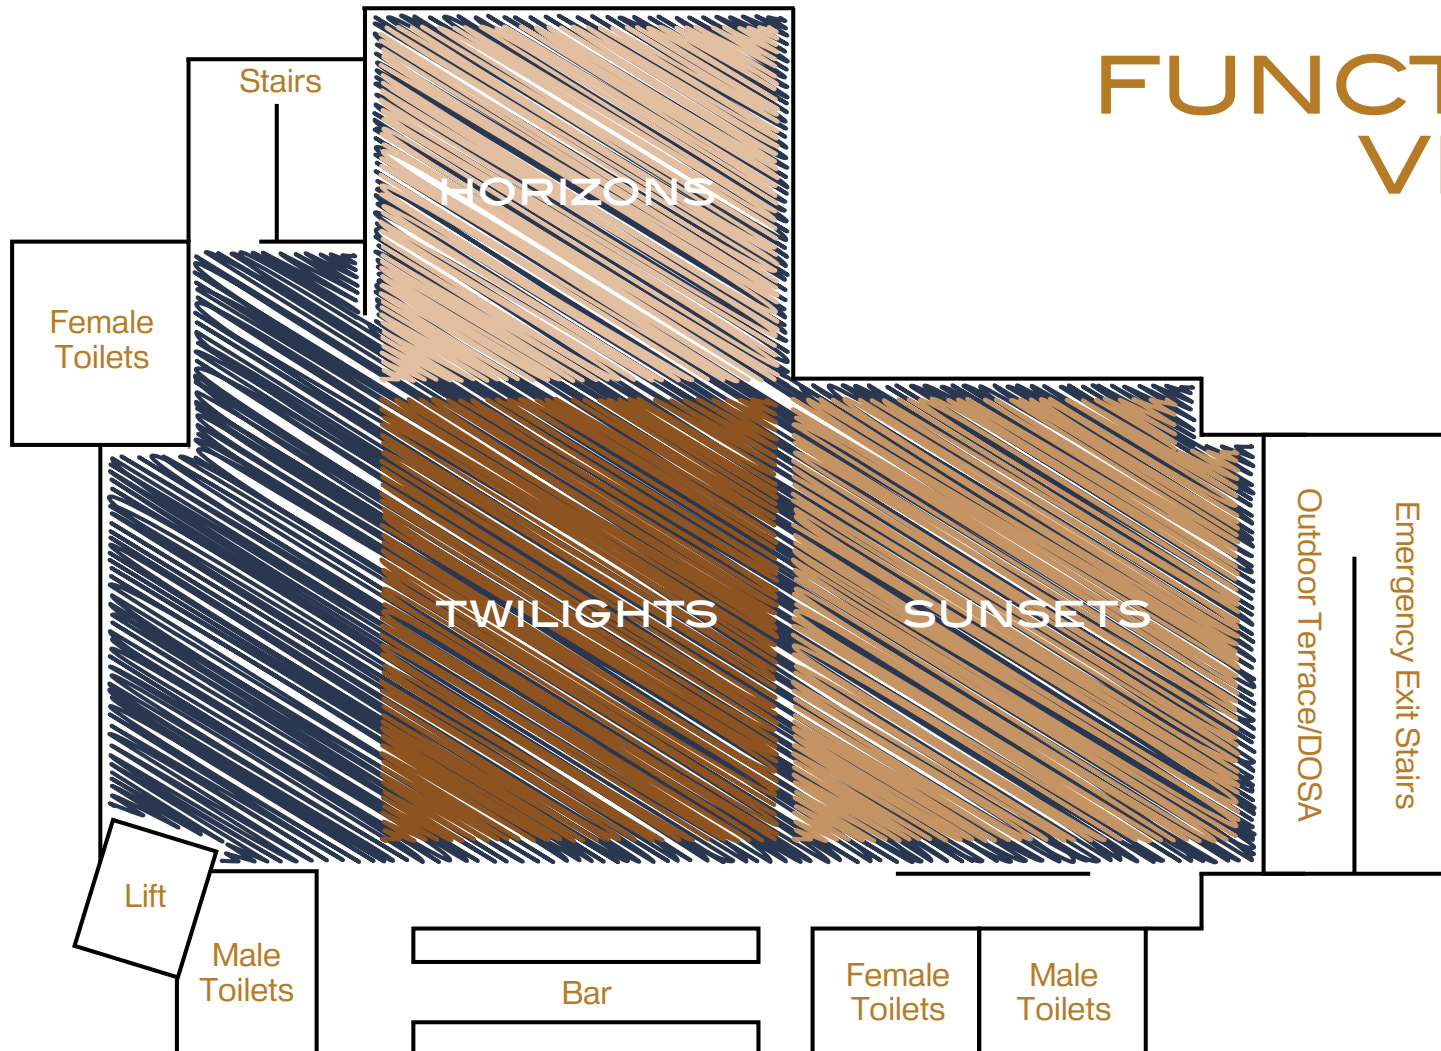 FUNCT
Stairs
HORIZONS
Female
Toilets
TWILIGHTS
SUNSETS
Outdoor Terrace/DOSA
Emergency Exit Stairs
Lift
Male
Toilets
Bar
Female
Toilets
Male
Toilets